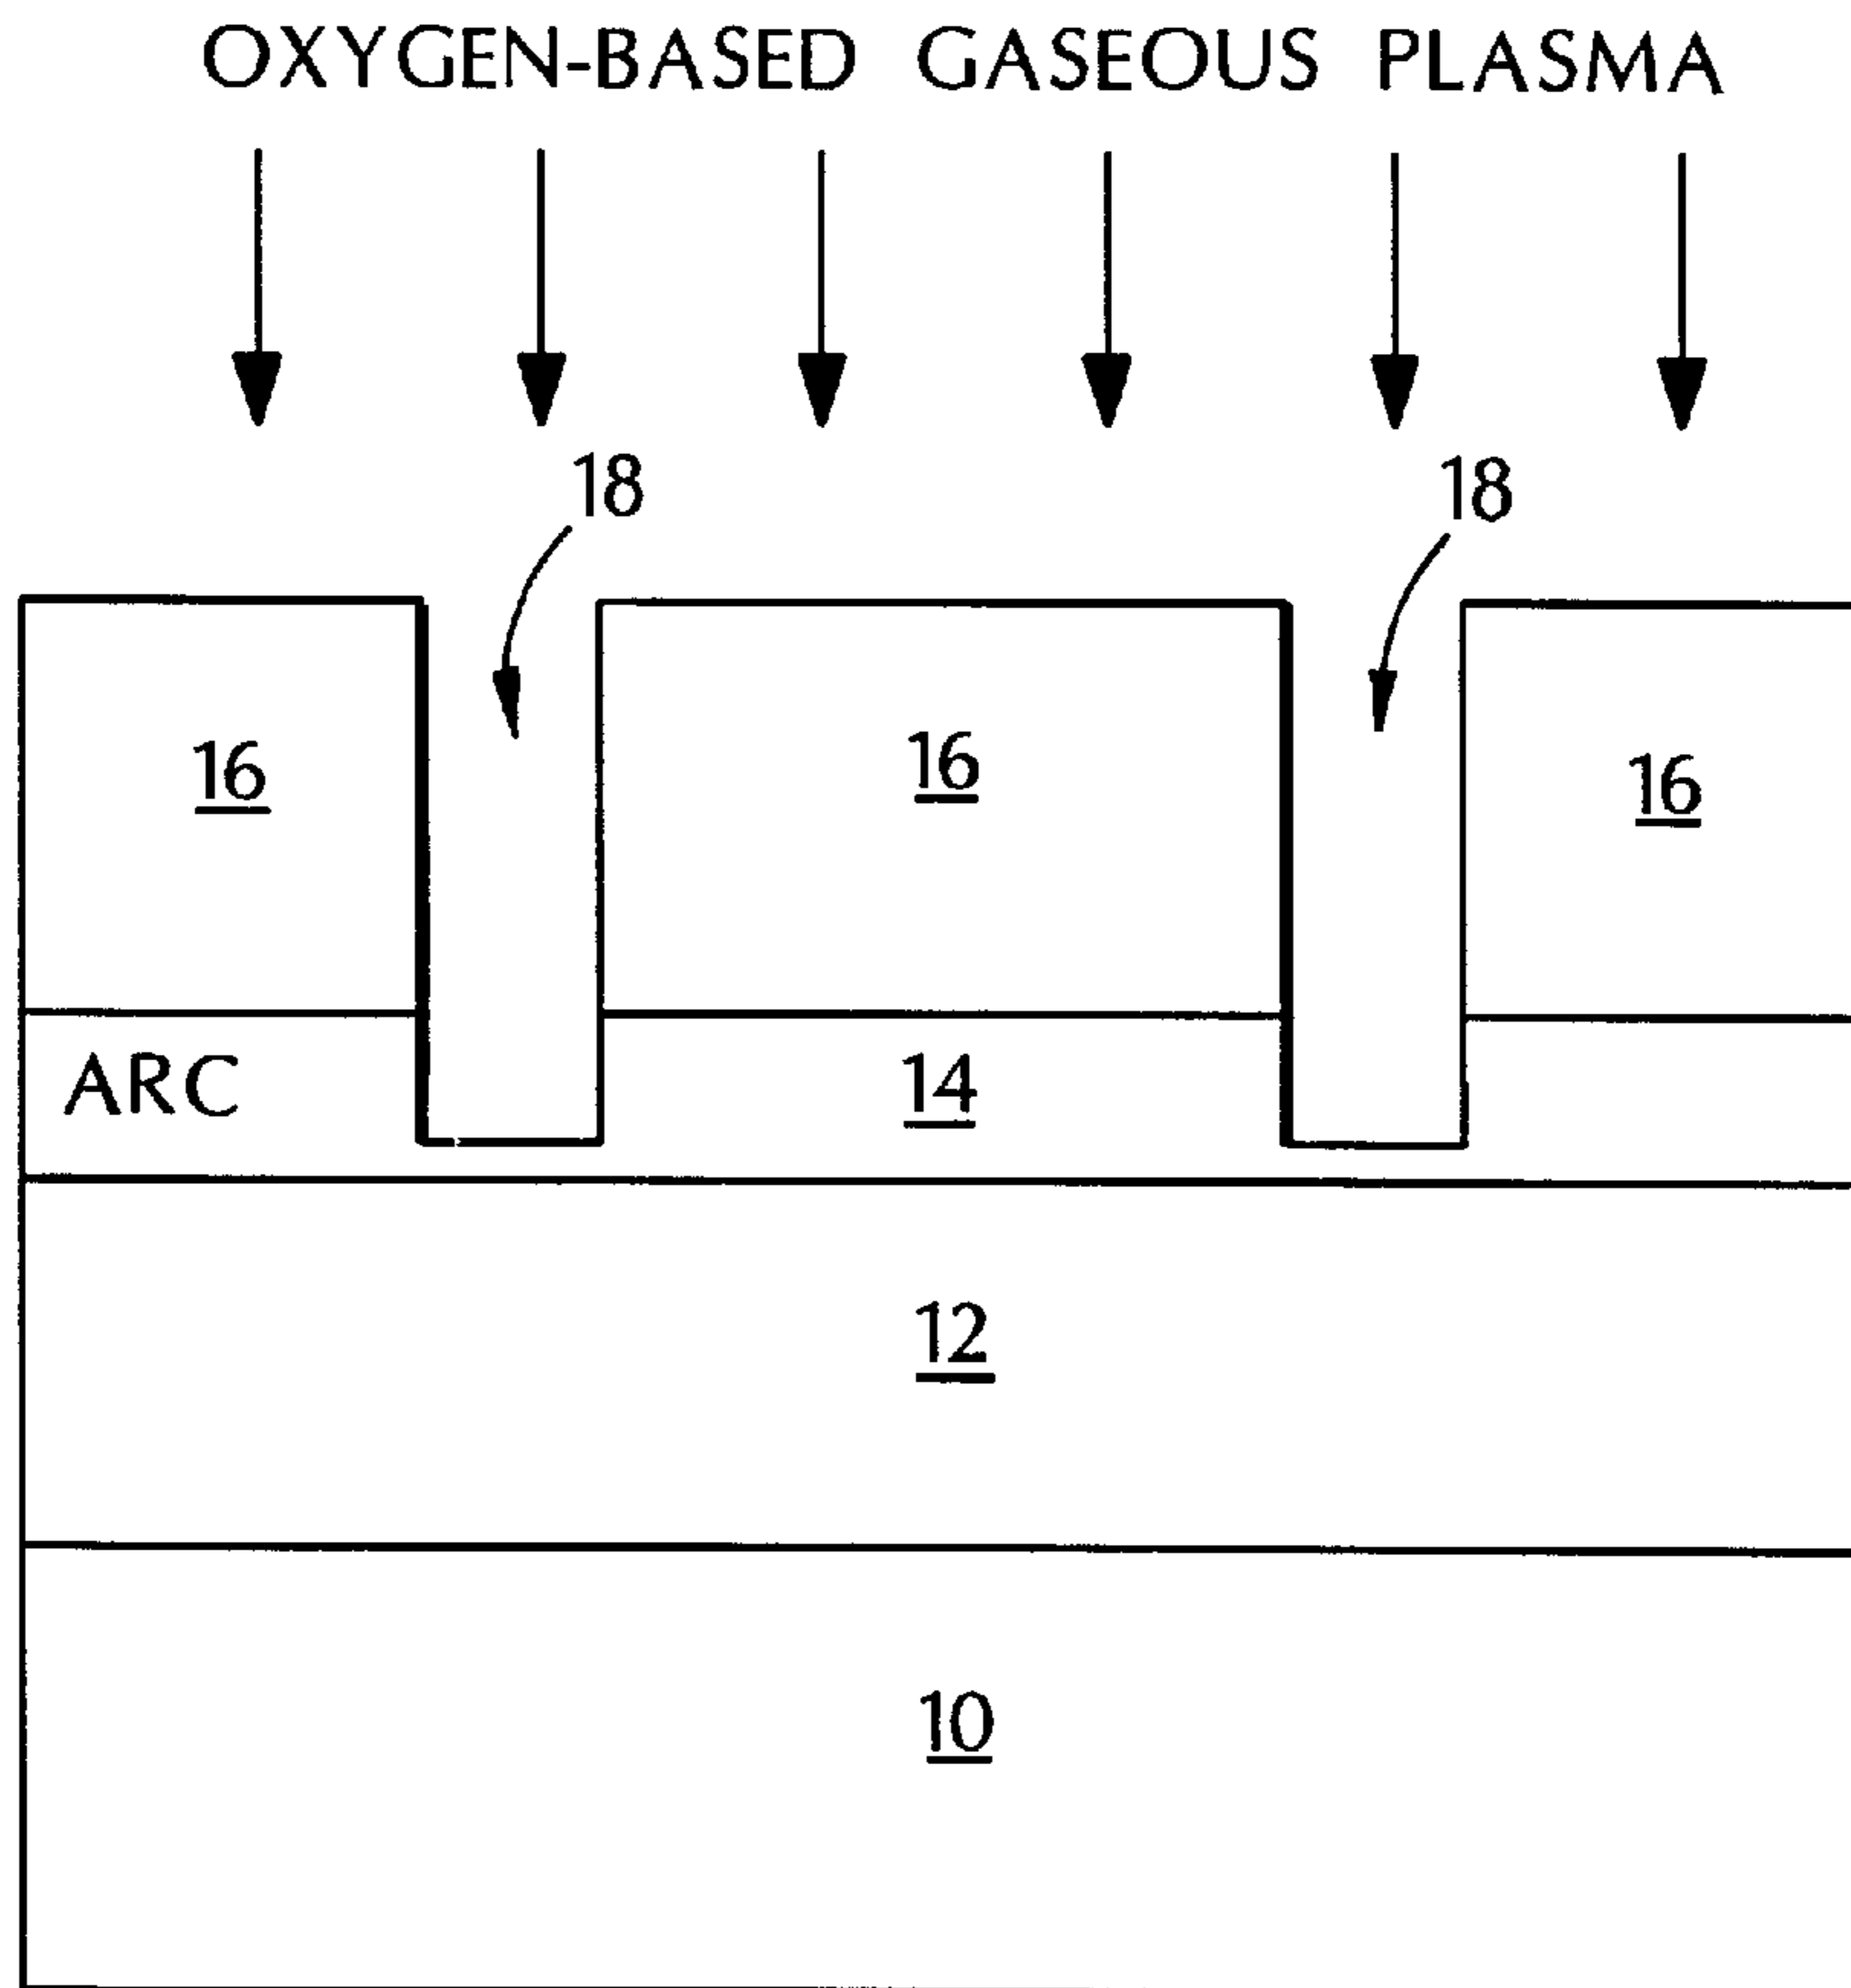 OXYGEN-BASED GASEOUS PLASMA
18 18
16 16 16
ARC 14
12
10